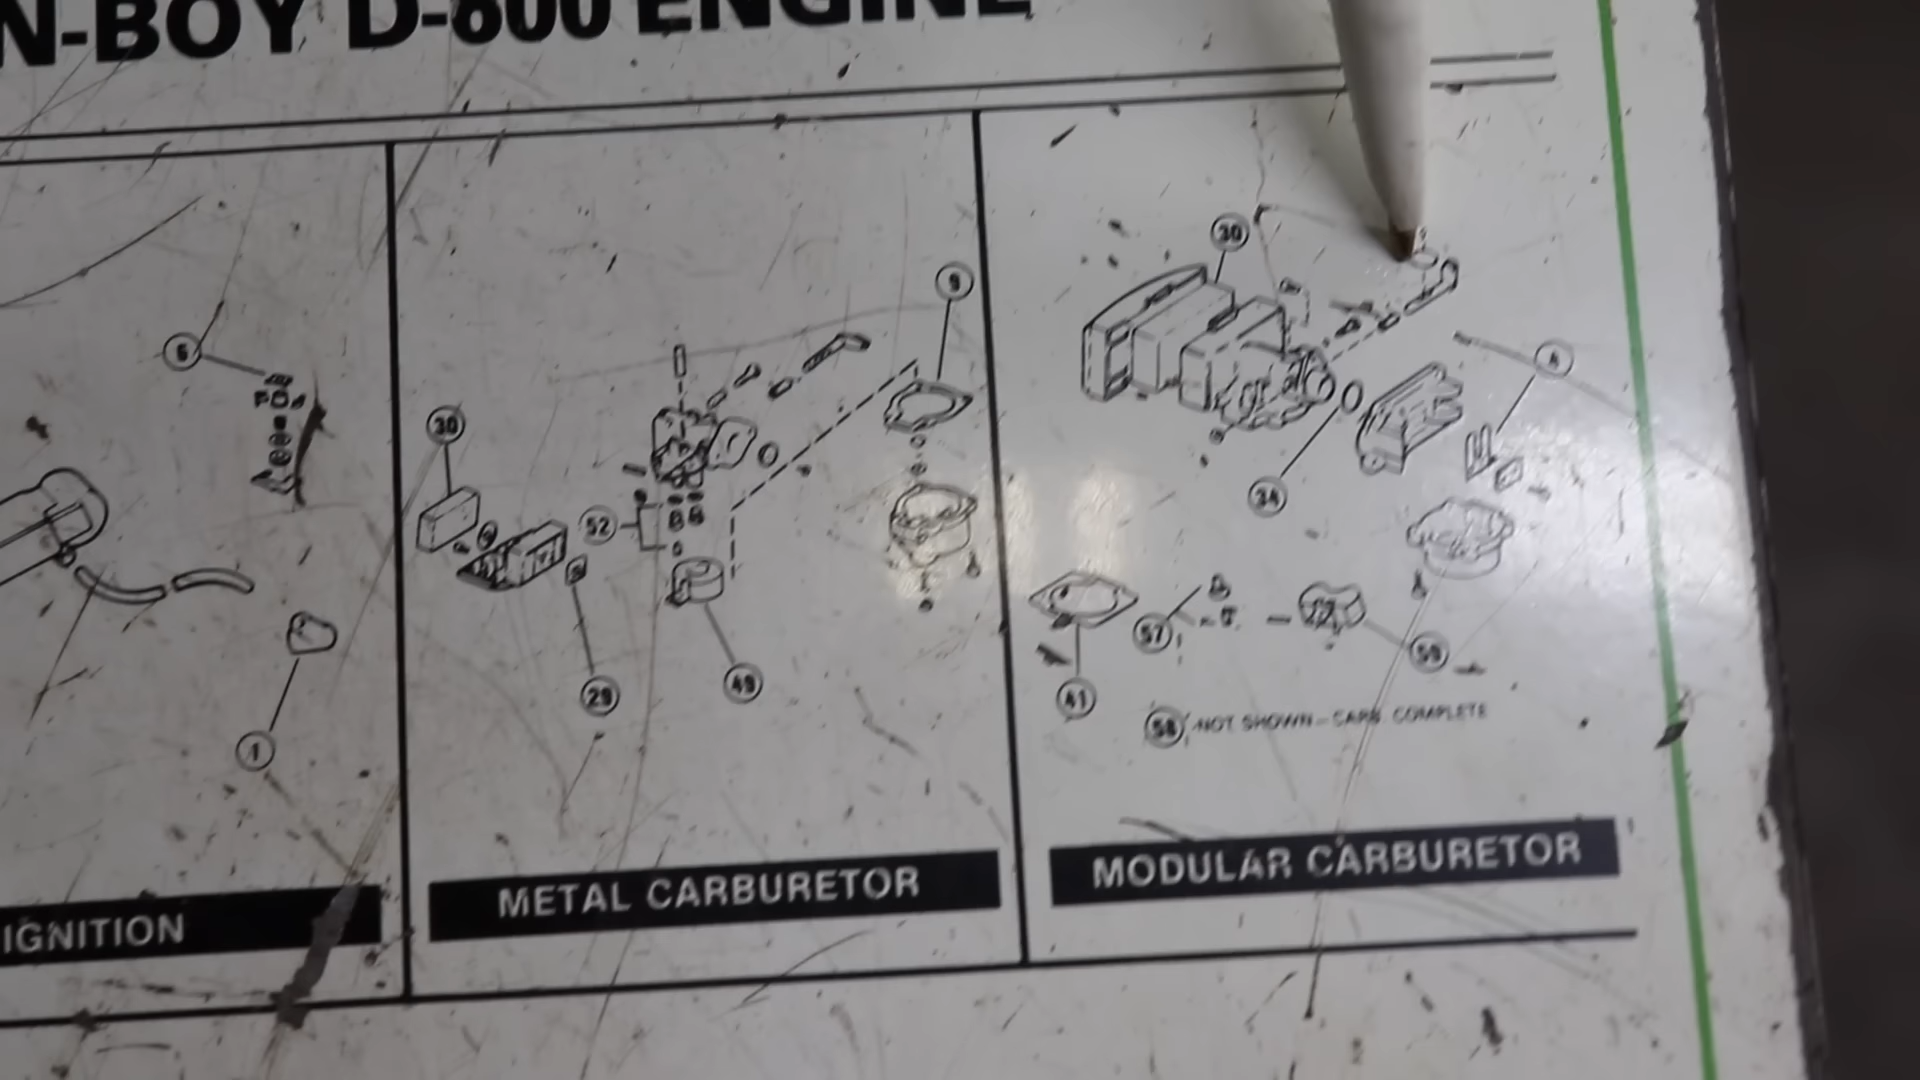 N-BOY D-600 ENGINE
6
1
IGNITION
30
52
29
49
9
METAL CARBURETOR
30
34
41
57
59
58 -NOT SHOWN-CARB. COMPLETE
MODULAR CARBURETOR